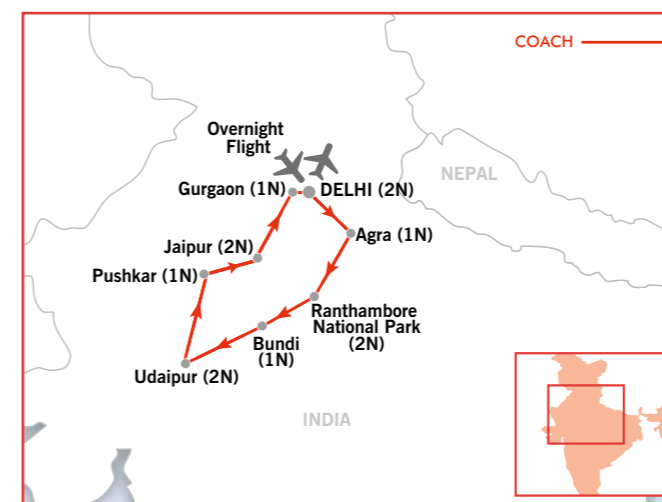 COACH
Overnight
Flight
NEPAL
Gurgaon (1N)
DELHI (2N)
Agra (1N)
Jaipur (2N)
Pushkar (1N)
Ranthambore
National Park
(2N)
Bundi
(1N)
Udaipur (2N)
INDIA